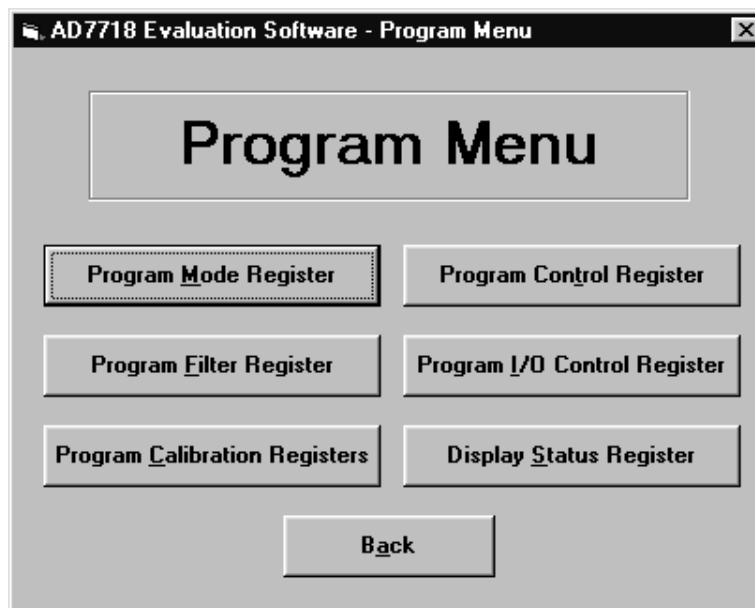 AD7718 Evaluation Software - Program Menu
Program Menu
Program Mode Register
Program Control Register
Program Filter Register
Program I/O Control Register
Program Calibration Registers
Display Status Register
Back